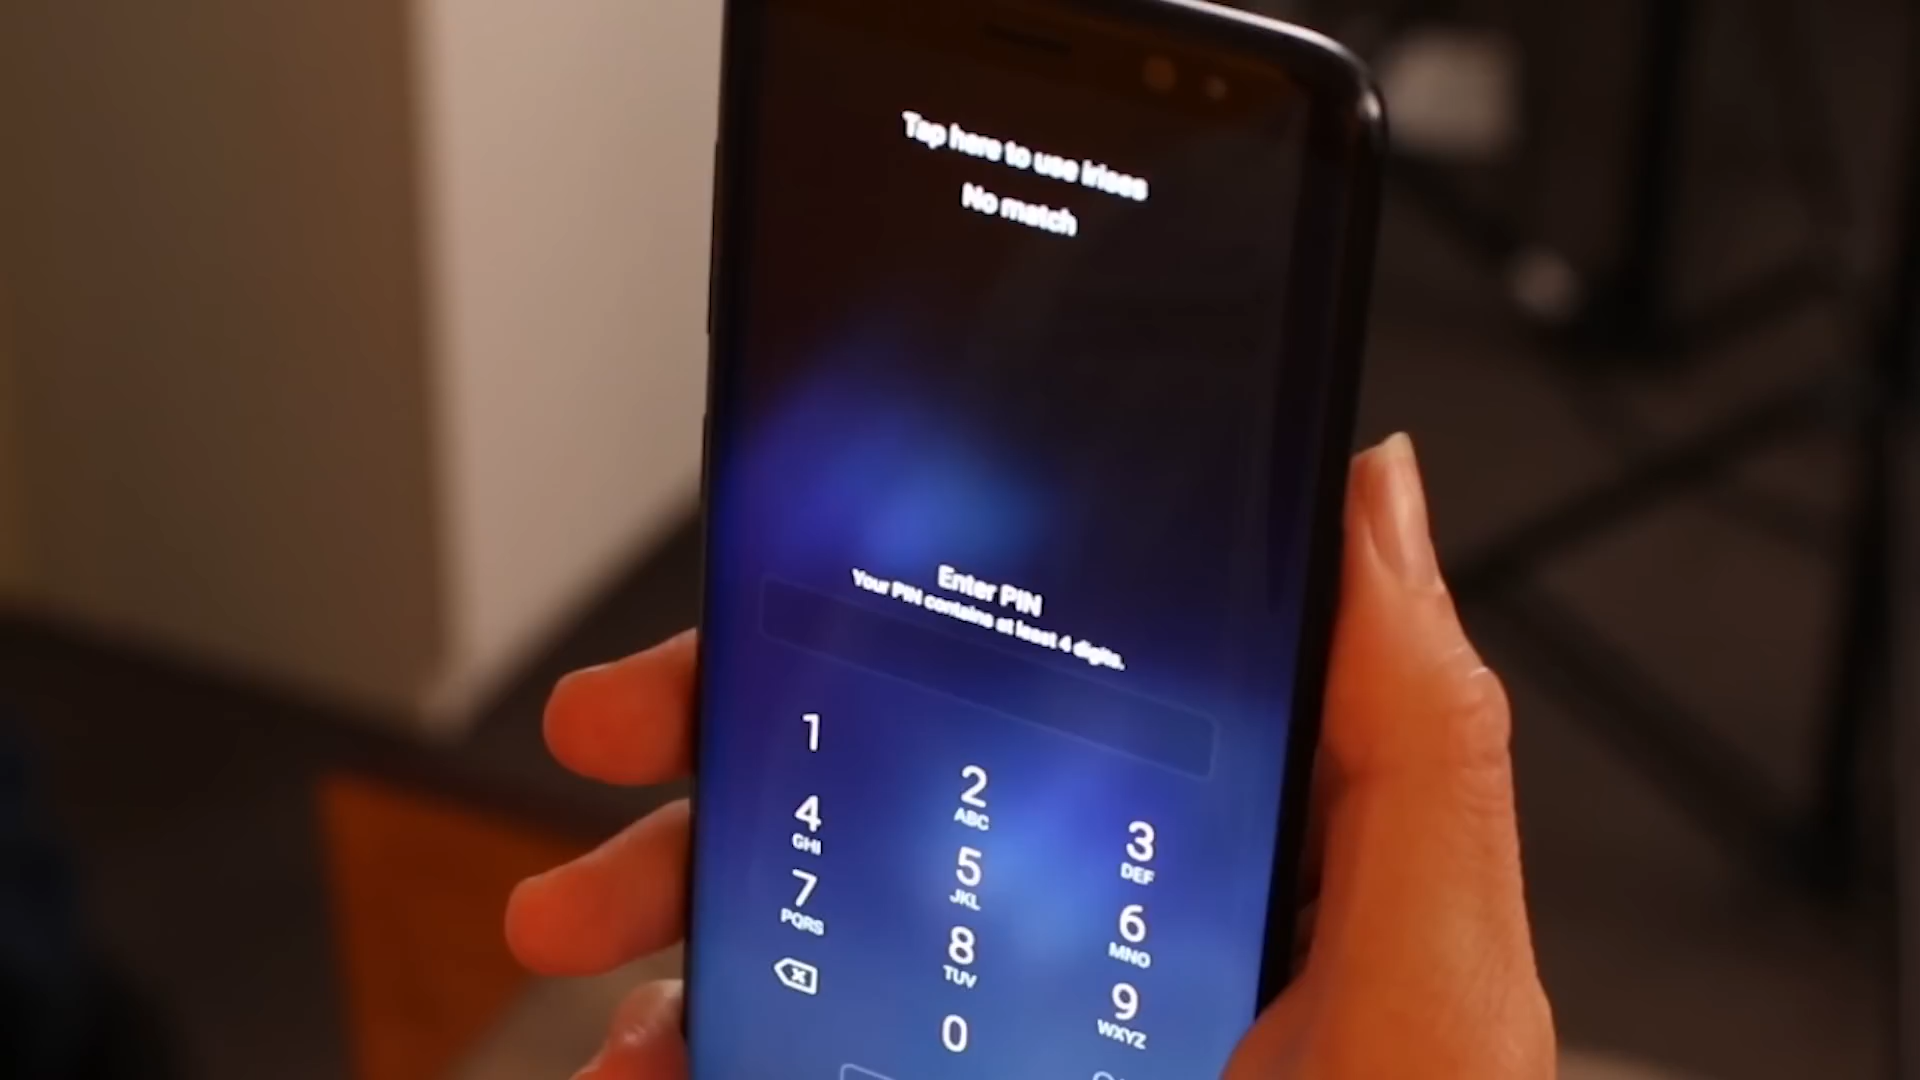 Tap here to use irises
No match
Enter PIN
Your PIN contains at least 4 digits.
1
2
ABC
3
DEF
4
GHI
5
JKL
6
MNO
7
PQRS
8
TUV
9
WXYZ
0